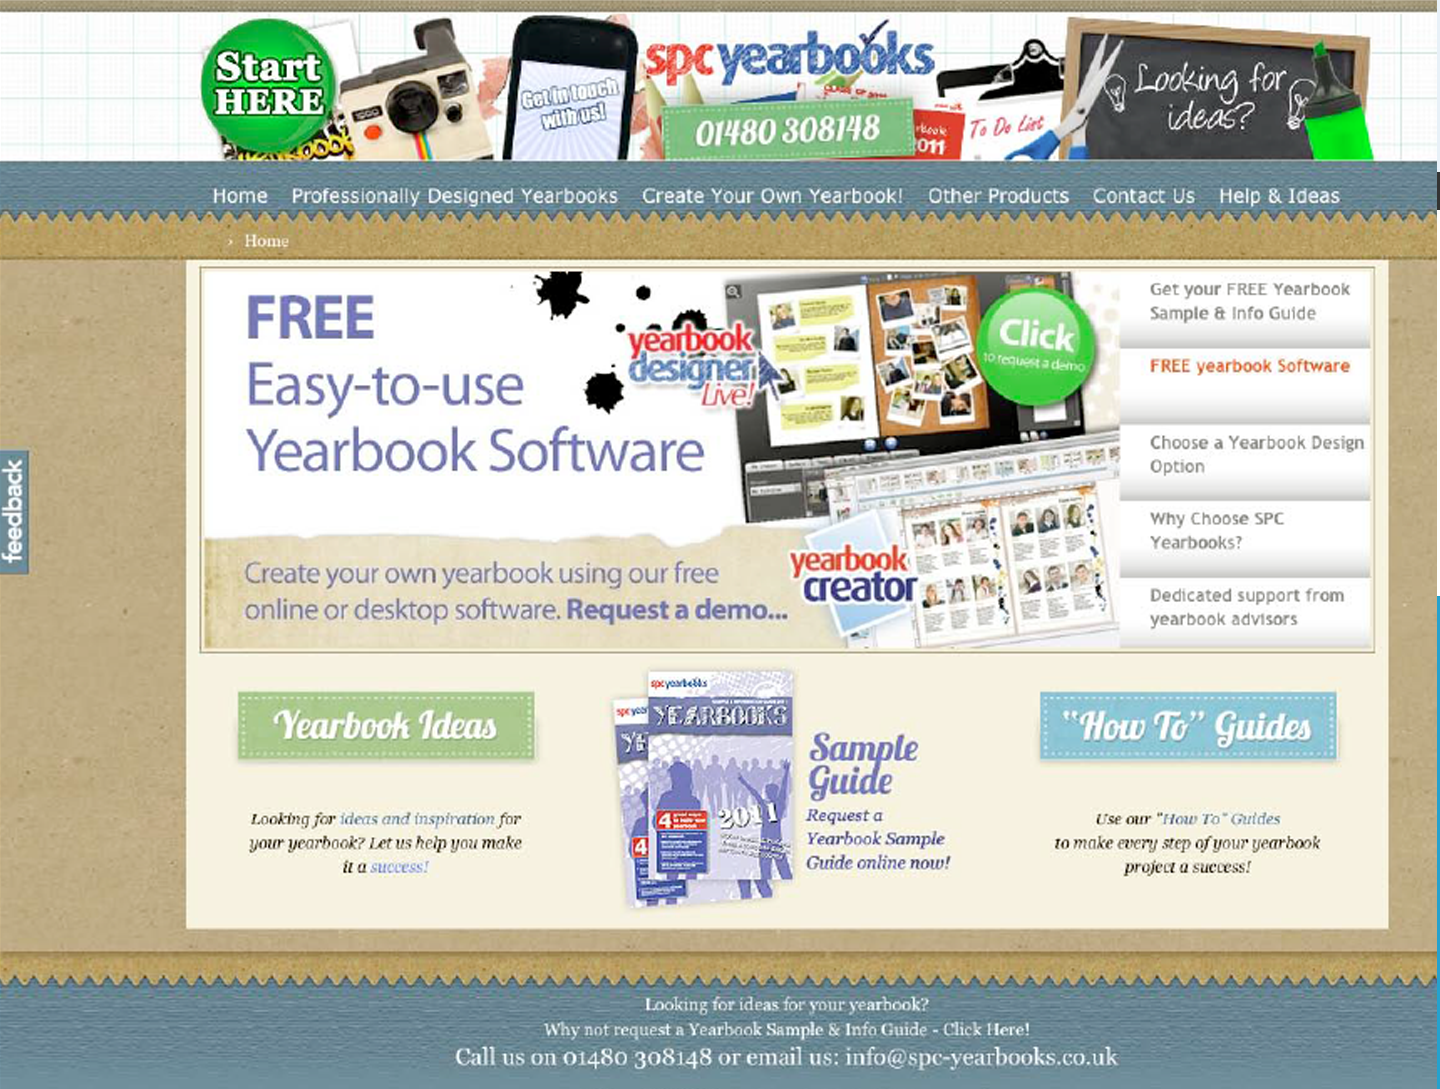 Start
HERE
Get in touch
with us!
spcyearbooks
01480 308148
To Do List
2011
Looking for
ideas?
Home
Professionally Designed Yearbooks
Create Your Own Yearbook!
Other Products
Contact Us
Help & Ideas
› Home
feedback
FREE
Easy-to-use
Yearbook Software
yearbook
designer
Live!
Click
to request a demo
Create your own yearbook using our free
online or desktop software. Request a demo...
yearbook
creator
Get your FREE Yearbook
Sample & Info Guide
FREE yearbook Software
Choose a Yearbook Design
Option
Why Choose SPC
Yearbooks?
Dedicated support from
yearbook advisors
Yearbook Ideas
Looking for ideas and inspiration for
your yearbook? Let us help you make
it a success!
spcyearbooks
YEARBOOKS
2011
Sample
Guide
Request a
Yearbook Sample
Guide online now!
"How To" Guides
Use our "How To" Guides
to make every step of your yearbook
project a success!
Looking for ideas for your yearbook?
Why not request a Yearbook Sample & Info Guide - Click Here!
Call us on 01480 308148 or email us: info@spc-yearbooks.co.uk